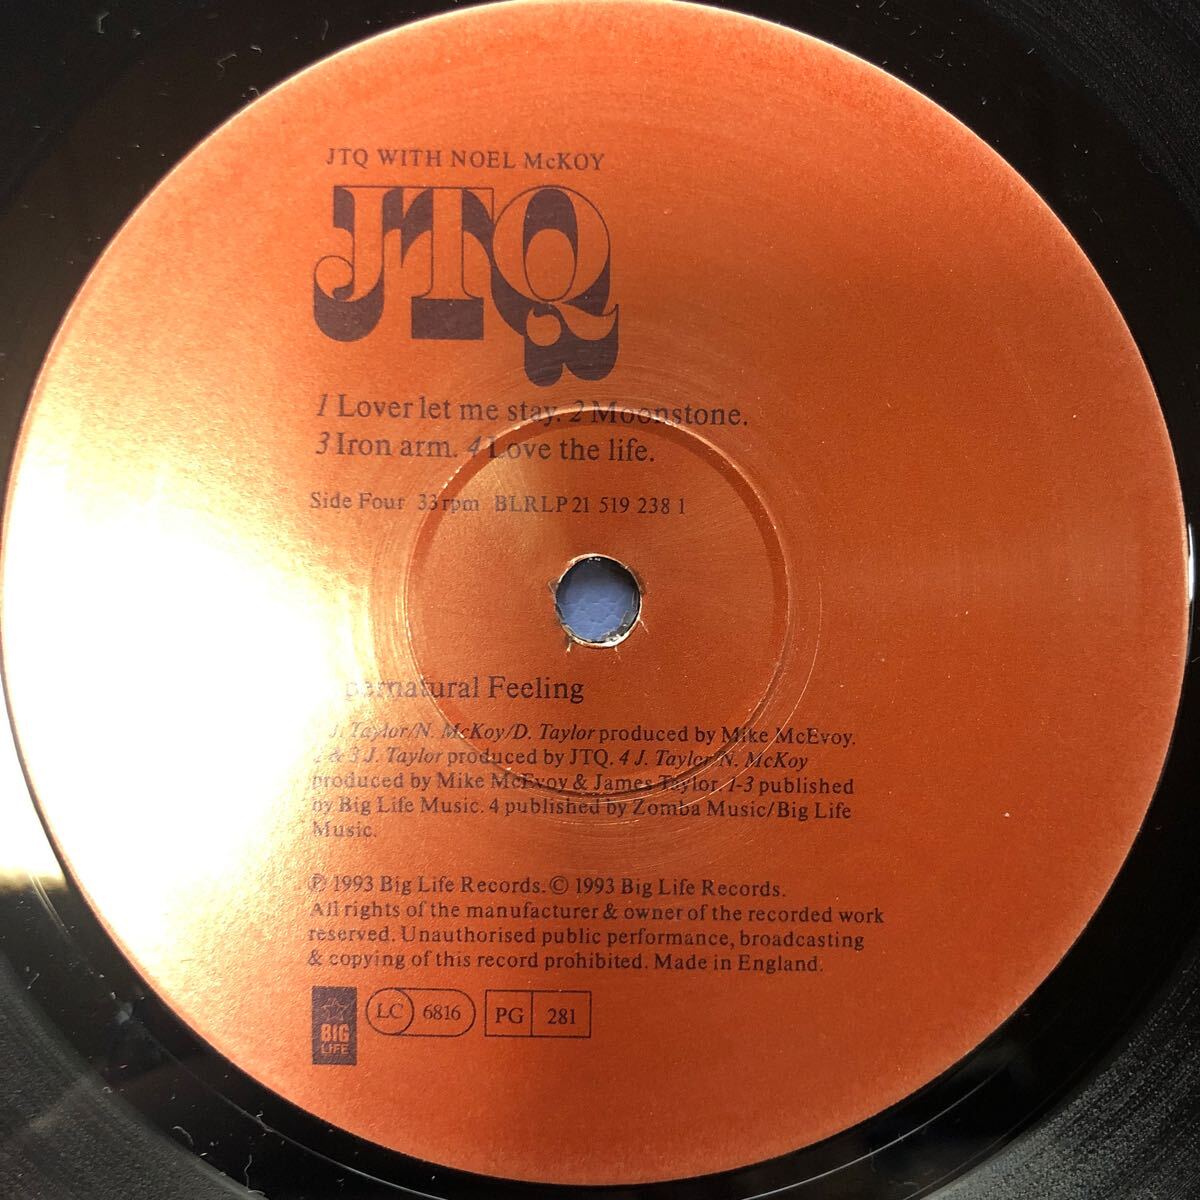 JTQ WITH NOEL McKOY
JTQ
1 Lover let me stay. 2 Moonstone.
3 Iron arm. 4 Love the life.
Side Four 33 rpm BLRLP 21 519 238 1
pernatural Feeling
J. Taylor/N. McKoy/D. Taylor produced by Mike McEvoy.
2 & 3 J. Taylor produced by JTQ. 4 J. Taylor/N. McKoy
produced by Mike McEvoy & James Taylor. 1-3 published
by Big Life Music. 4 published by Zomba Music/Big Life
Music.
℗ 1993 Big Life Records. © 1993 Big Life Records.
All rights of the manufacturer & owner of the recorded work
reserved. Unauthorised public performance, broadcasting
& copying of this record prohibited. Made in England.
BIG
LIFE
LC 6816
PG 281